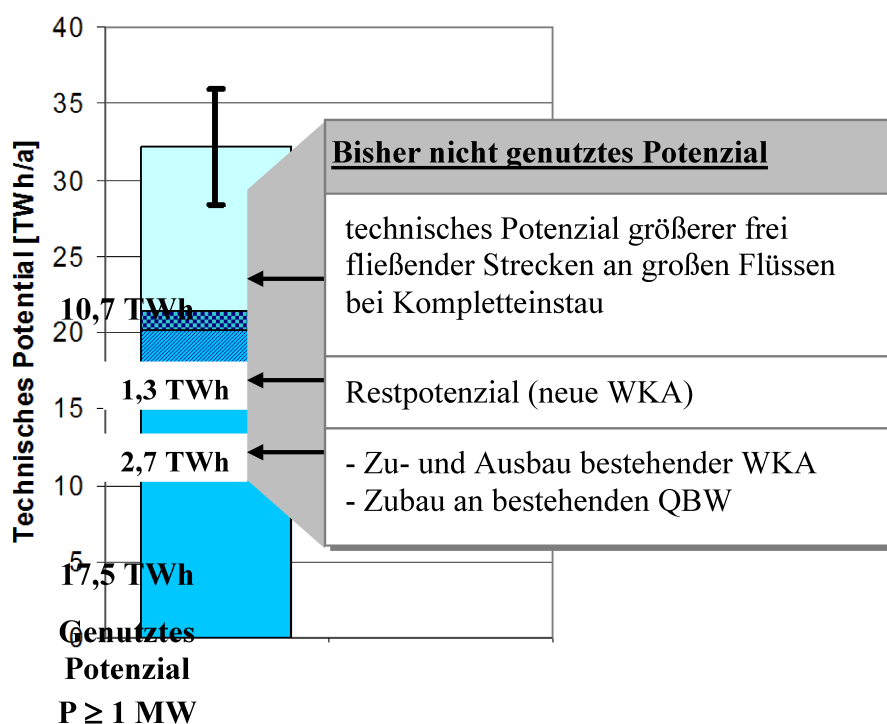 Technisches Potential [TWh/a]
40
35
30
25
20
15
10
5
0
10,7 TWh
1,3 TWh
2,7 TWh
17,5 TWh
Genutztes
Potenzial
P ≥ 1 MW
Bisher nicht genutztes Potenzial
technisches Potenzial größerer frei
fließender Strecken an großen Flüssen
bei Kompletteinstau
Restpotenzial (neue WKA)
- Zu- und Ausbau bestehender WKA
- Zubau an bestehenden QBW